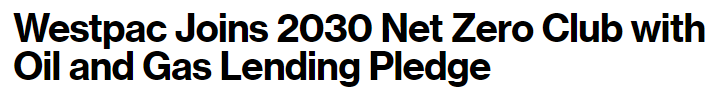 Westpac Joins 2030 Net Zero Club with
Oil and Gas Lending Pledge